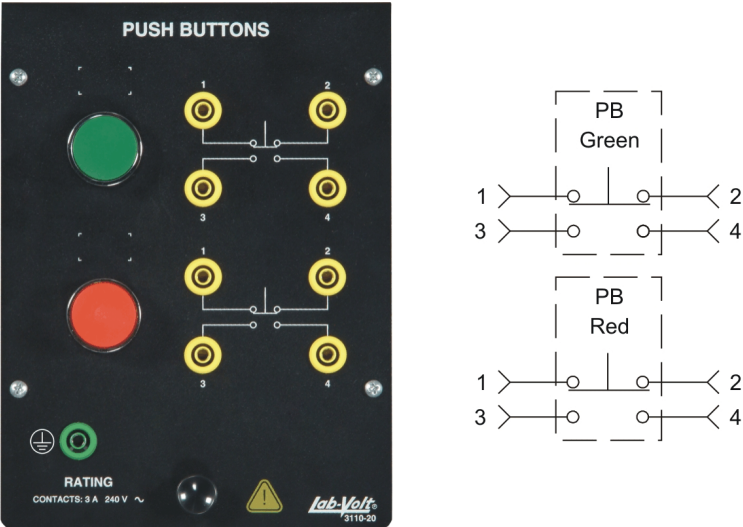 PUSH BUTTONS
1 2
3 4
1 2
3 4
RATING
CONTACTS: 3 A 240 V ~
Lab-Volt®
3110-20
PB
Green
1 2
3 4
PB
Red
1 2
3 4